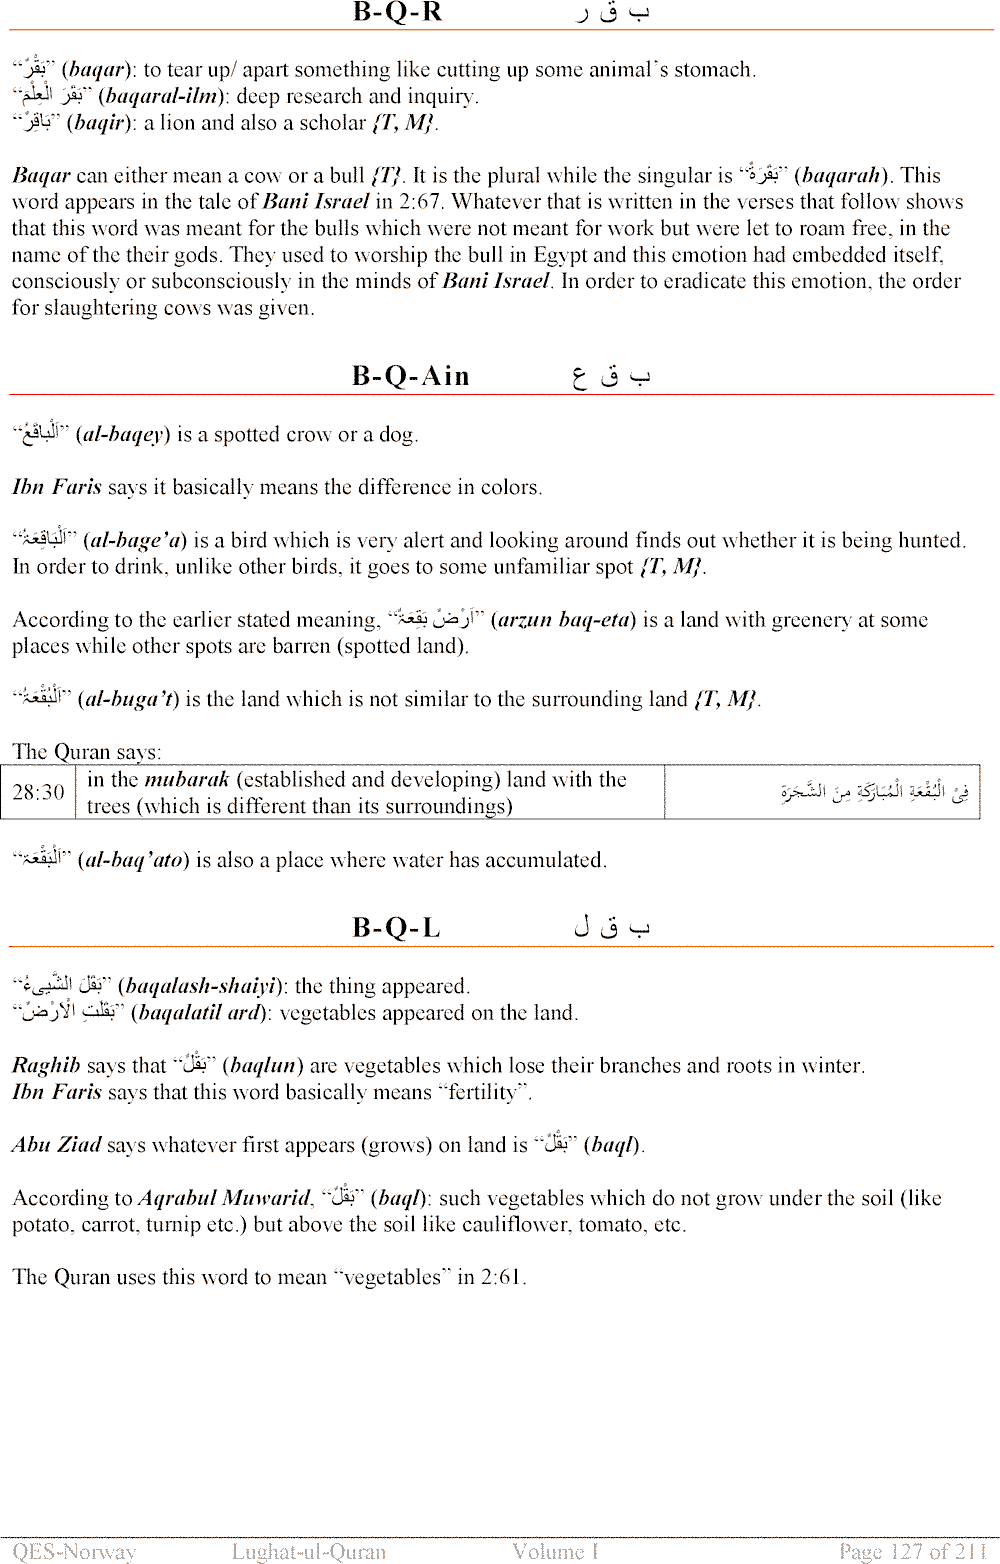 B-Q-R ب ق ر
“بَقْرٌ” (baqar): to tear up/ apart something like cutting up some animal’s stomach.
“بَقَرَ الْعِلْمَ” (baqaral-ilm): deep research and inquiry.
“بَاقِرٌ” (baqir): a lion and also a scholar {T, M}.
Baqar can either mean a cow or a bull {T}. It is the plural while the singular is “بَقَرَةٌ” (baqarah). This
word appears in the tale of Bani Israel in 2:67. Whatever that is written in the verses that follow shows
that this word was meant for the bulls which were not meant for work but were let to roam free, in the
name of the their gods. They used to worship the bull in Egypt and this emotion had embedded itself,
consciously or subconsciously in the minds of Bani Israel. In order to eradicate this emotion, the order
for slaughtering cows was given.
B-Q-Ain ب ق ع
“اَلْبَاقَعُ” (al-baqey) is a spotted crow or a dog.
Ibn Faris says it basically means the difference in colors.
“اَلْبَاقِعَۃُ” (al-bage’a) is a bird which is very alert and looking around finds out whether it is being hunted.
In order to drink, unlike other birds, it goes to some unfamiliar spot {T, M}.
According to the earlier stated meaning, “اَرْضٌ بَقِعَۃٌ” (arzun baq-eta) is a land with greenery at some
places while other spots are barren (spotted land).
“اَلْبُقْعَۃُ” (al-buga’t) is the land which is not similar to the surrounding land {T, M}.
The Quran says:
28:30 in the mubarak (established and developing) land with the
trees (which is different than its surroundings) فِیْ الْبُقْعَةِ الْمُبَارَكَةِ مِنَ الشَّجَرَةِ
“اَلْبَقْعَۃ” (al-baq’ato) is also a place where water has accumulated.
B-Q-L ب ق ل
“بَقَلَ الشَّیِیءُ” (baqalash-shaiyi): the thing appeared.
“بَقَلَتِ الْاَرْضُ” (baqalatil ard): vegetables appeared on the land.
Raghib says that “بَقْلٌ” (baqlun) are vegetables which lose their branches and roots in winter.
Ibn Faris says that this word basically means “fertility”.
Abu Ziad says whatever first appears (grows) on land is “بَقْلٌ” (baql).
According to Aqrabul Muwarid, “بَقْلٌ” (baql): such vegetables which do not grow under the soil (like
potato, carrot, turnip etc.) but above the soil like cauliflower, tomato, etc.
The Quran uses this word to mean “vegetables” in 2:61.
QES-Norway Lughat-ul-Quran Volume I Page 127 of 211